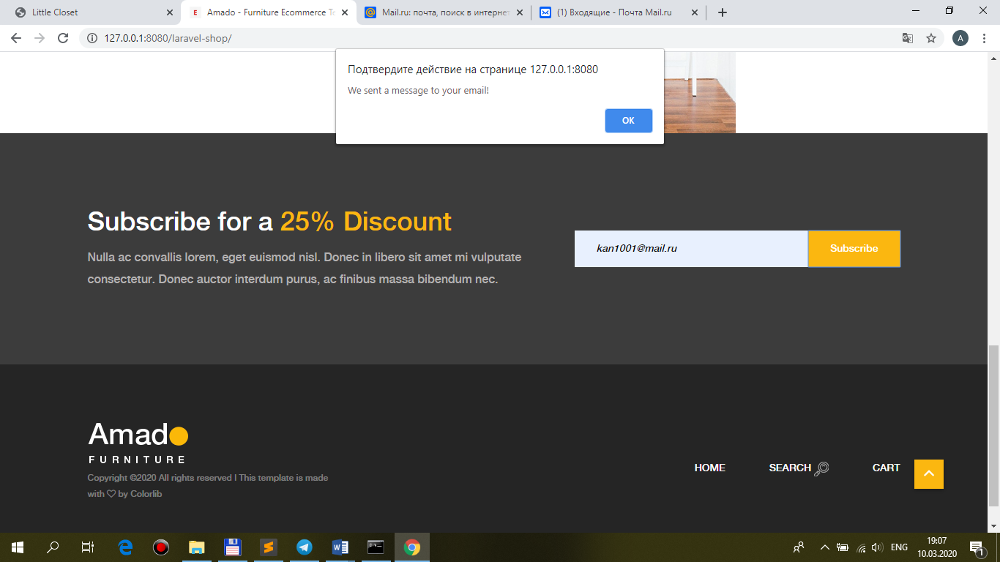 Little Closet
Amado - Furniture Ecommerce Te
Mail.ru: почта, поиск в интернет
(1) Входящие - Почта Mail.ru
127.0.0.1:8080/laravel-shop/
A
Подтвердите действие на странице 127.0.0.1:8080
We sent a message to your email!
OK
Subscribe for a 25% Discount
Nulla ac convallis lorem, eget euismod nisl. Donec in libero sit amet mi vulputate
consectetur. Donec auctor interdum purus, ac finibus massa bibendum nec.
kan1001@mail.ru
Subscribe
Amado
FURNITURE
Copyright ©2020 All rights reserved | This template is made
with ♡ by Colorlib
HOME
SEARCH
CART
ENG
19:07
10.03.2020
1